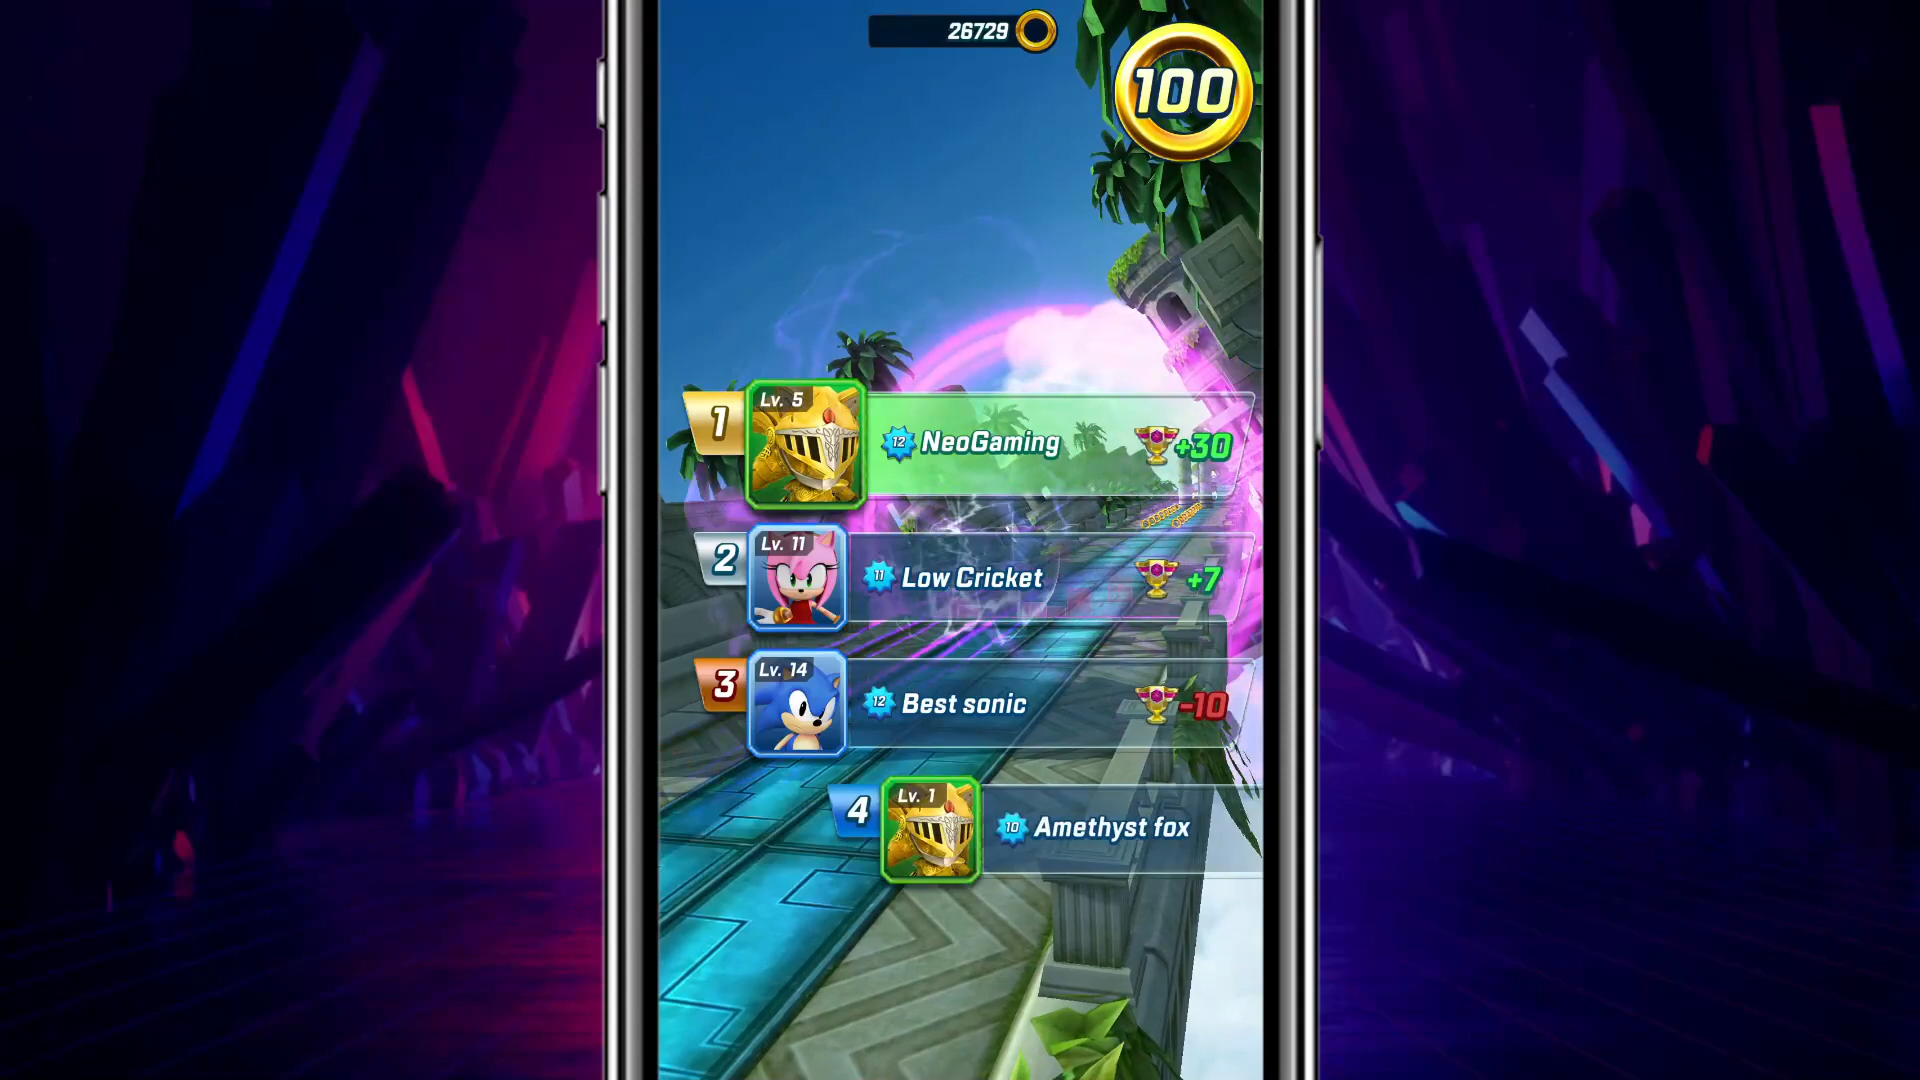 26729
100
1
Lv. 5
12 NeoGaming
+30
2
Lv. 11
11 Low Cricket
+7
3
Lv. 14
12 Best sonic
-10
4
Lv. 1
10 Amethyst fox